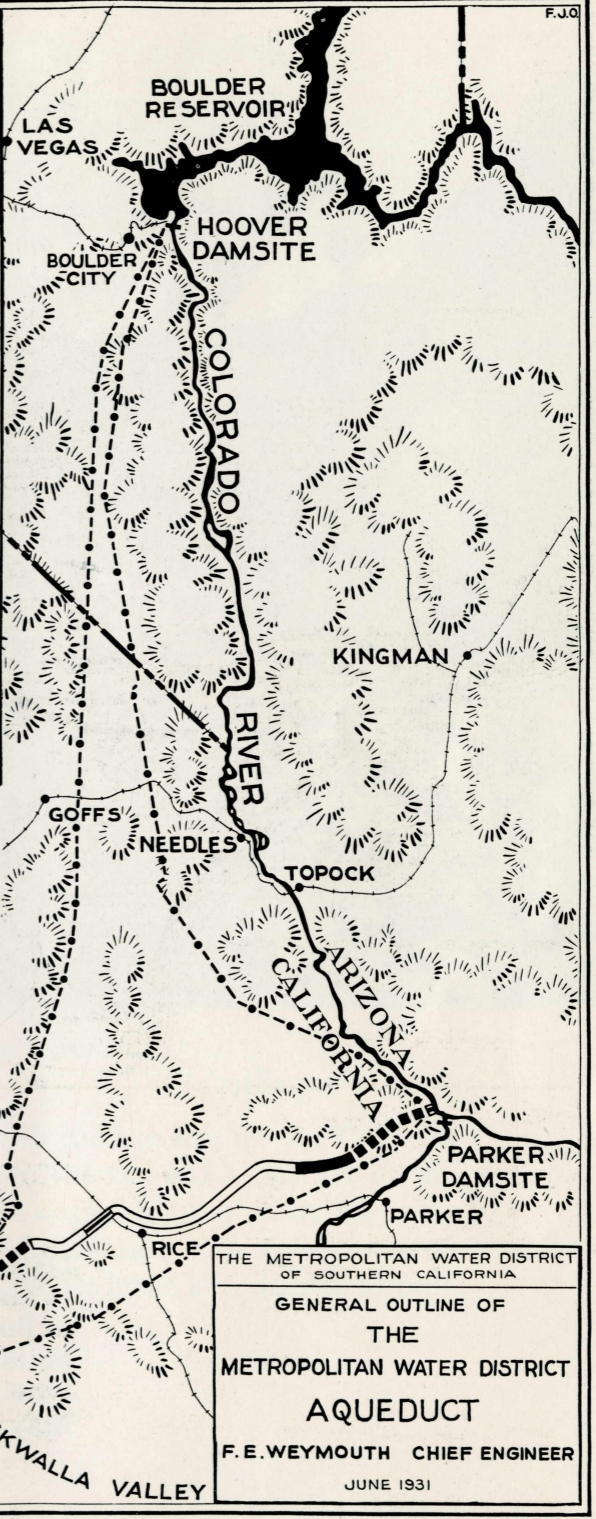 F.J.O.
BOULDER
RESERVOIR
LAS
VEGAS
HOOVER
DAMSITE
BOULDER
CITY
COLORADO
KINGMAN
RIVER
GOFFS
NEEDLES
TOPOCK
ARIZONA
CALIFORNIA
PARKER
DAMSITE
PARKER
RICE
THE METROPOLITAN WATER DISTRICT
OF SOUTHERN CALIFORNIA
GENERAL OUTLINE OF
THE
METROPOLITAN WATER DISTRICT
AQUEDUCT
F. E. WEYMOUTH CHIEF ENGINEER
JUNE 1931
KWALLA VALLEY